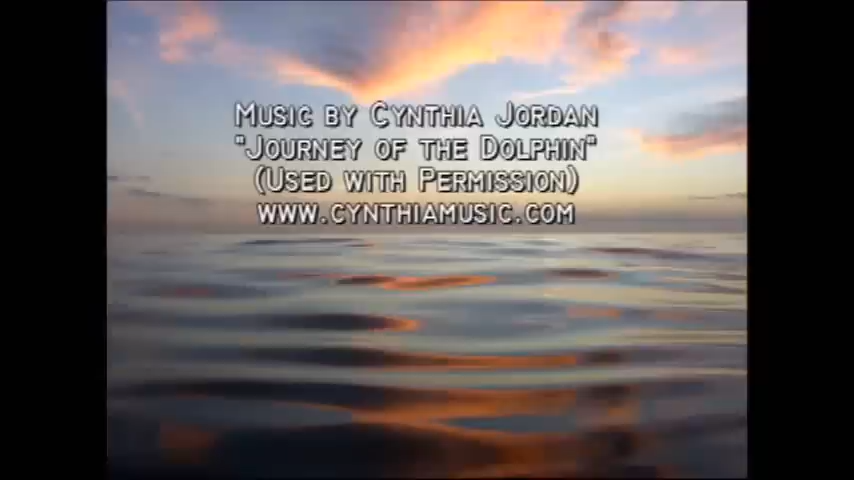 Music by Cynthia Jordan
"Journey of the Dolphin"
(Used with Permission)
www.cynthiamusic.com